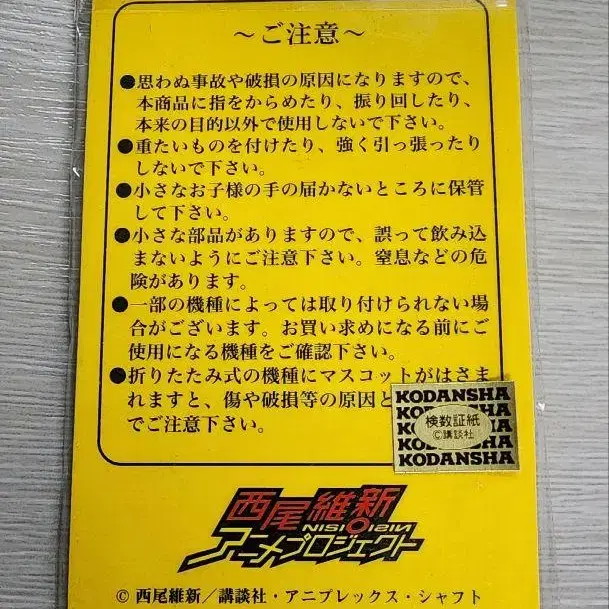 ～ご注意～
●思わぬ事故や破損の原因になりますので、
本商品に指をからめたり、振り回したり、
本来の目的以外で使用しないで下さい。
●重たいものを付けたり、強く引っ張ったり
しないで下さい。
●小さなお子様の手の届かないところに保管
して下さい。
●小さな部品がありますので、誤って飲み込
まないようにご注意下さい。窒息などの危
険があります。
●一部の機種によっては取り付けられない場
合がございます。お買い求めになる前にご
使用になる機種をご確認下さい。
●折りたたみ式の機種にマスコットがはさま
れますと、傷や破損等の原因と
でご注意下さい。
KODANSHA
検数証紙
©講談社
KODANSHA
西尾維新
NISIOISIN
アニメプロジェクト
© 西尾維新／講談社・アニプレックス・シャフト